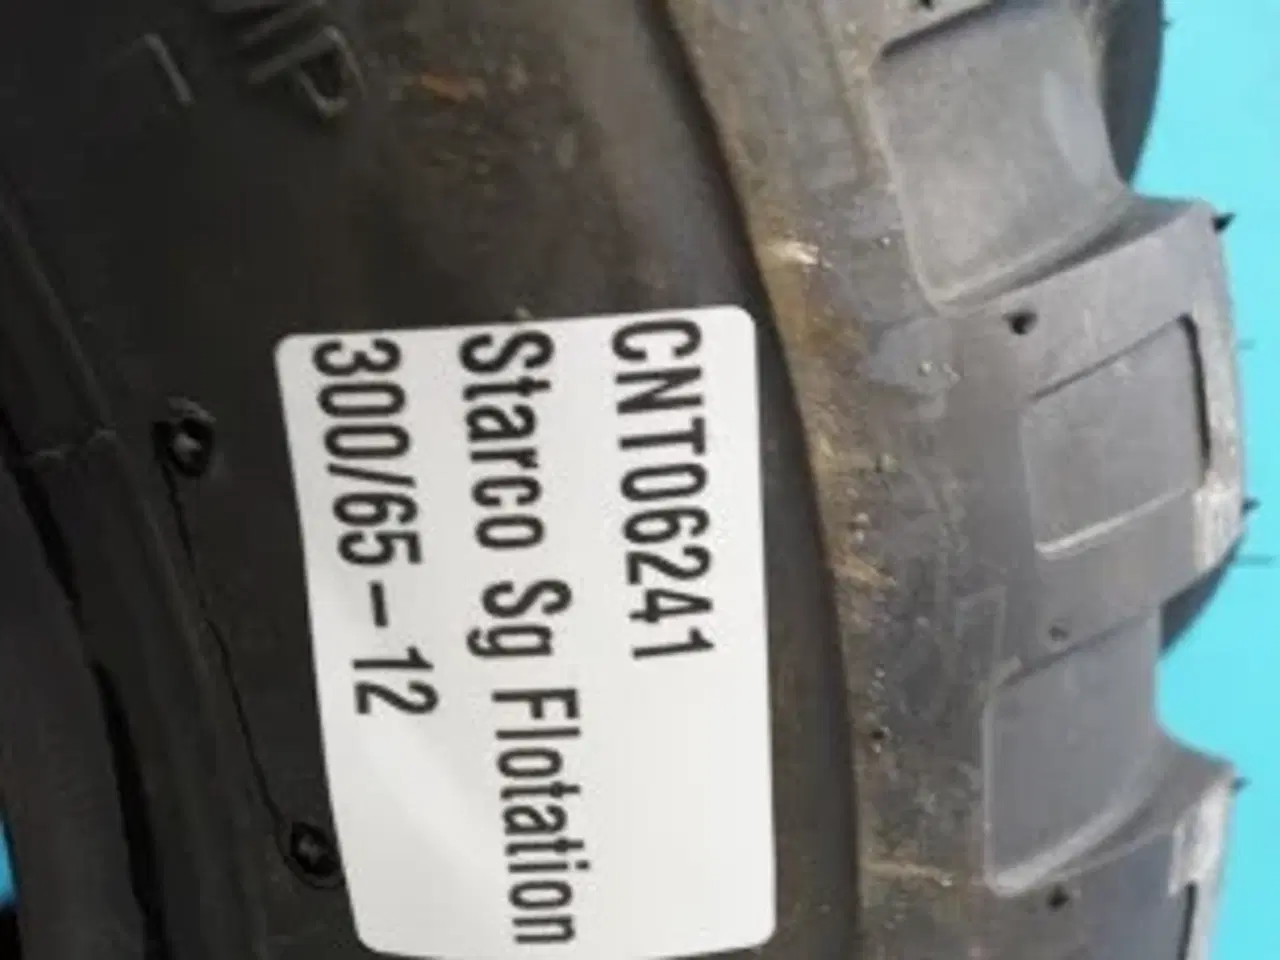 CNT06241
Starco Sg Flotation
300/65-12